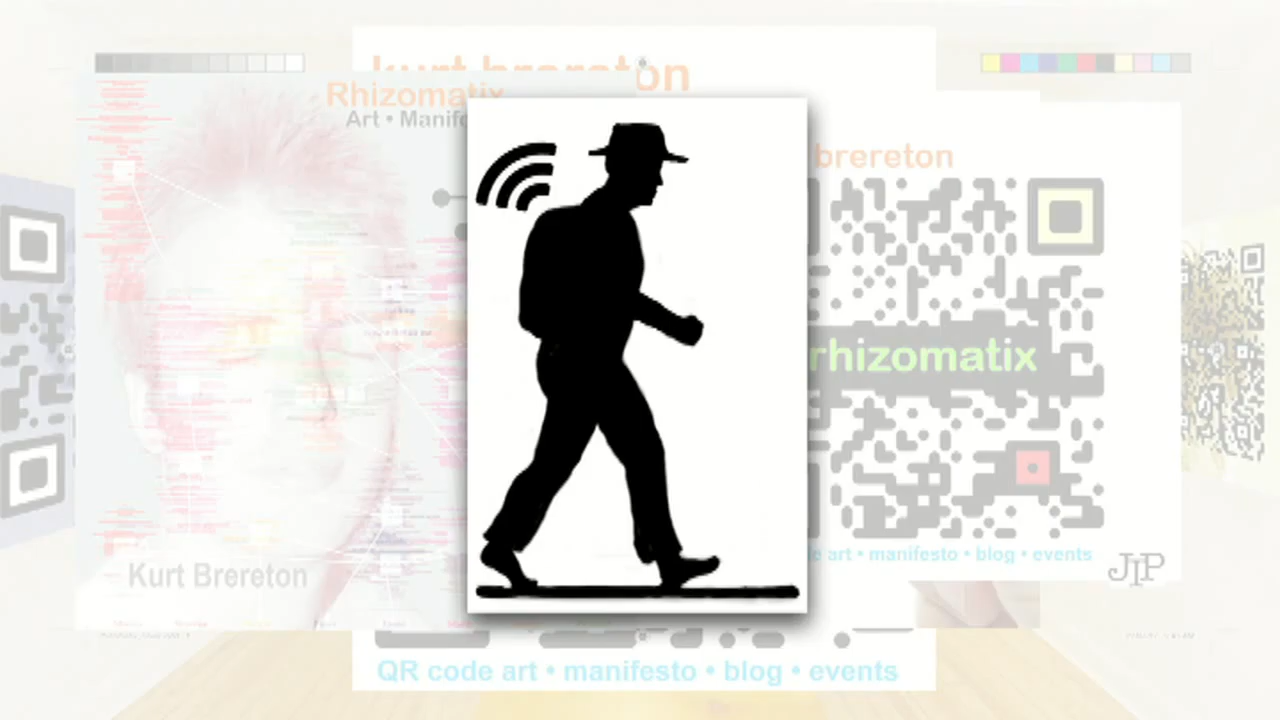 kurt brereton
Rhizomatix
Art • Manifo
brereton
rhizomatix
e art • manifesto • blog • events
JIP
Kurt Brereton
QR code art • manifesto • blog • events